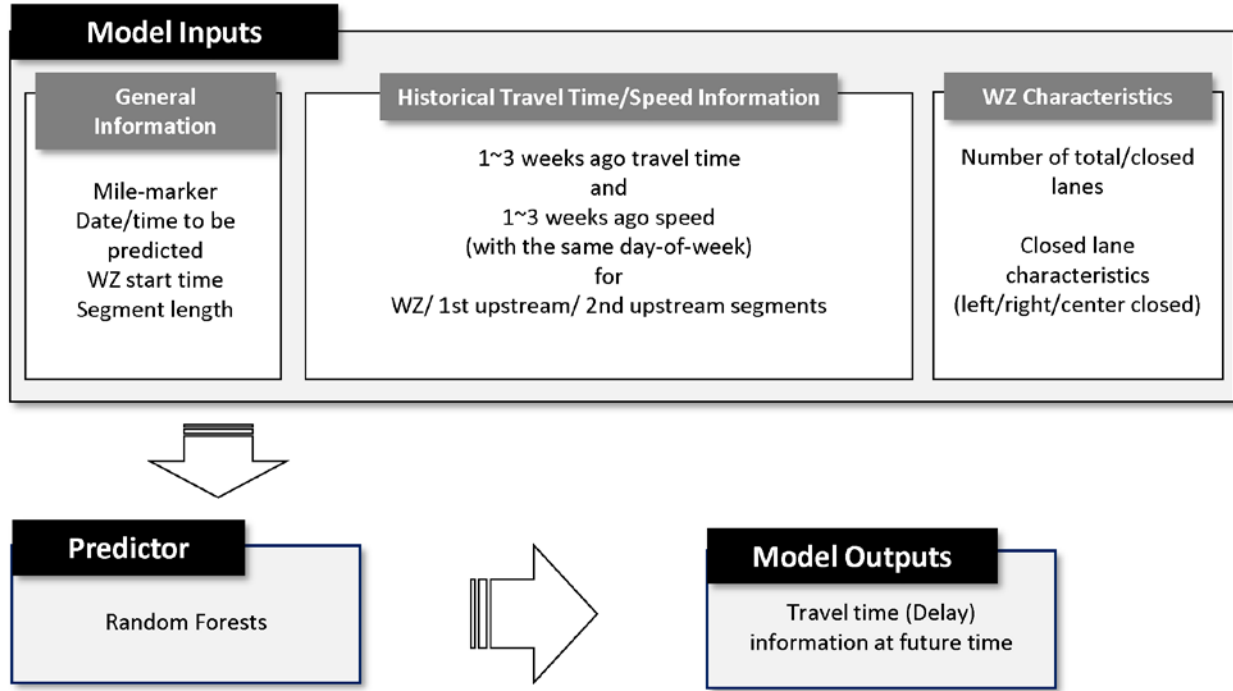 Model Inputs
General
Information
Mile-marker
Date/time to be
predicted
WZ start time
Segment length
Historical Travel Time/Speed Information
1~3 weeks ago travel time
and
1~3 weeks ago speed
(with the same day-of-week)
for
WZ/ 1st upstream/ 2nd upstream segments
WZ Characteristics
Number of total/closed
lanes
Closed lane
characteristics
(left/right/center closed)
Predictor
Random Forests
Model Outputs
Travel time (Delay)
information at future time